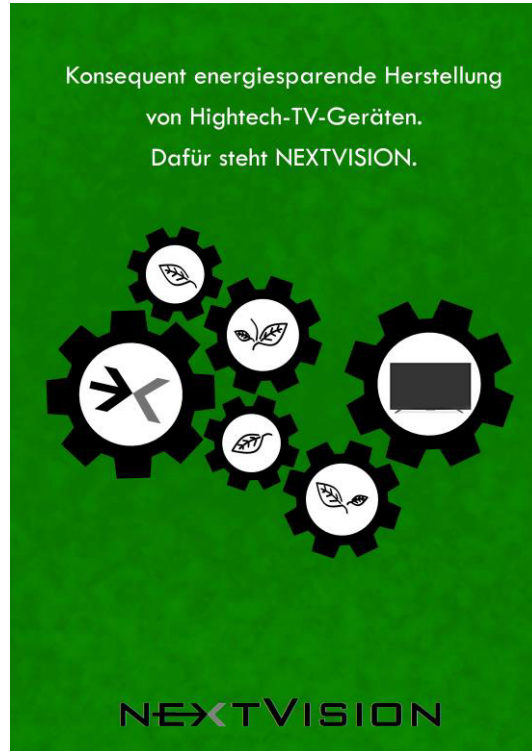 Konsequent energiesparende Herstellung
von Hightech-TV-Geräten.
Dafür steht NEXTVISION.
NEXTVISION